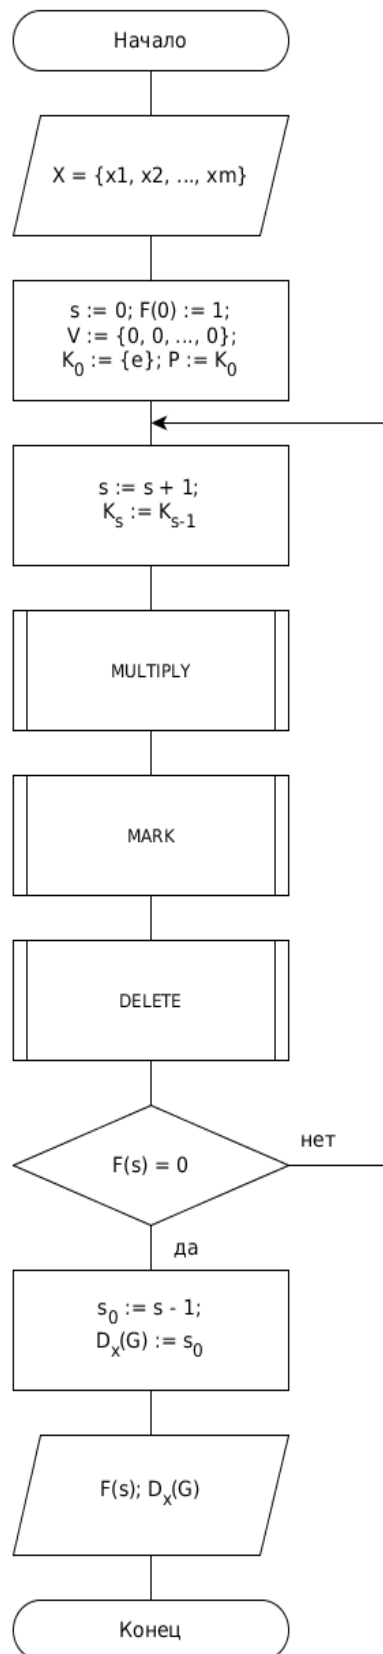 Начало
X = {x1, x2, ..., xm}
s := 0; F(0) := 1;
V := {0, 0, ..., 0};
K₀ := {e}; P := K₀
s := s + 1;
Kₛ := Kₛ₋₁
MULTIPLY
MARK
DELETE
F(s) = 0
нет
да
s₀ := s - 1;
Dₓ(G) := s₀
F(s); Dₓ(G)
Конец